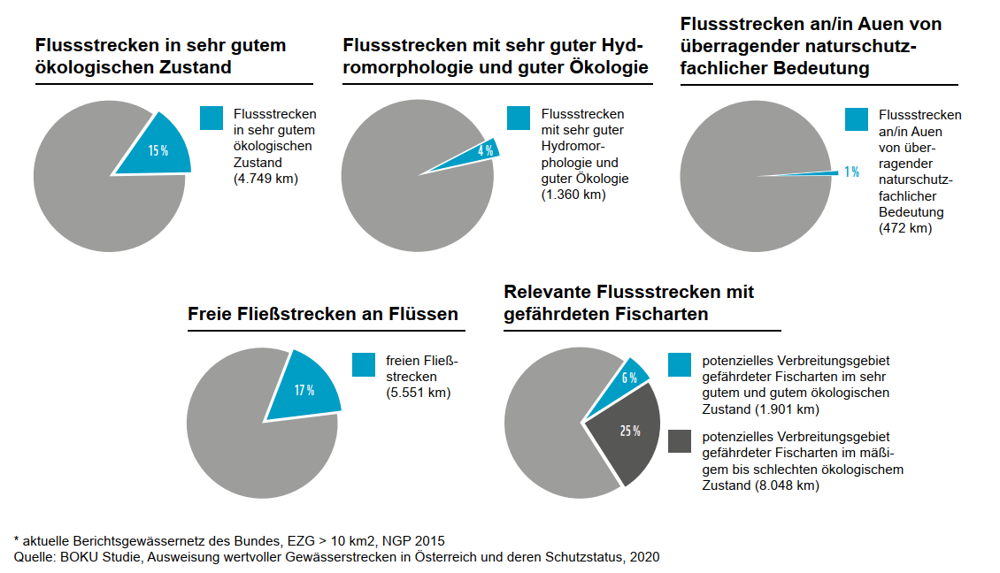 Flussstrecken in sehr gutem
ökologischen Zustand
15 %
Flussstrecken
in sehr gutem
ökologischen
Zustand
(4.749 km)
Flussstrecken mit sehr guter Hyd-
romorphologie und guter Ökologie
4 %
Flussstrecken
mit sehr guter
Hydromor-
phologie und
guter Ökologie
(1.360 km)
Flussstrecken an/in Auen von
überragender naturschutz-
fachlicher Bedeutung
1 %
Flussstrecken
an/in Auen
von über-
ragender
naturschutz-
fachlicher
Bedeutung
(472 km)
Freie Fließstrecken an Flüssen
17 %
freien Fließ-
strecken
(5.551 km)
Relevante Flussstrecken mit
gefährdeten Fischarten
6 %
25 %
potenzielles Verbreitungsgebiet
gefährdeter Fischarten im sehr
gutem und gutem ökologischen
Zustand (1.901 km)
potenzielles Verbreitungsgebiet
gefährdeter Fischarten im mäßi-
gem bis schlechten ökologischem
Zustand (8.048 km)
* aktuelle Berichtsgewässernetz des Bundes, EZG > 10 km2, NGP 2015
Quelle: BOKU Studie, Ausweisung wertvoller Gewässerstrecken in Österreich und deren Schutzstatus, 2020